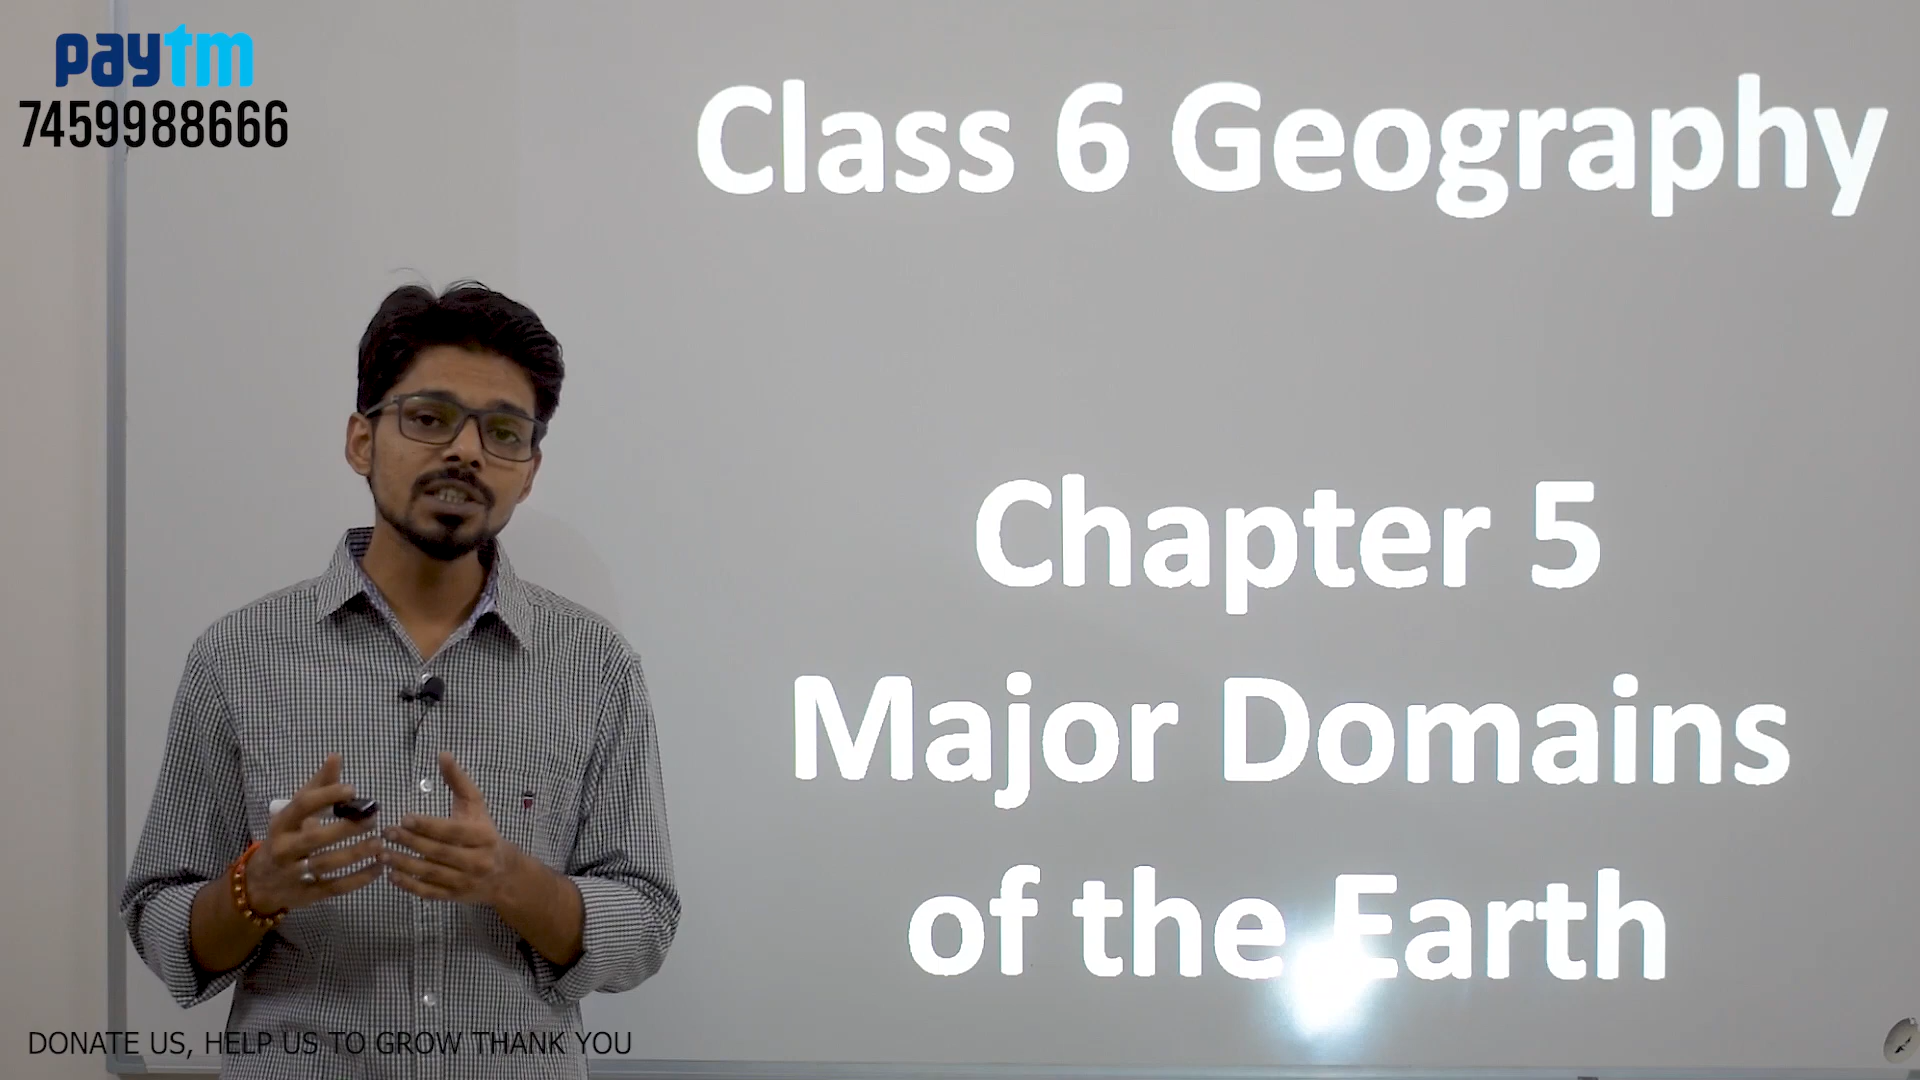 paytm
7459988666
Class 6 Geography
Chapter 5
Major Domains
of the Earth
DONATE US, HELP US TO GROW THANK YOU